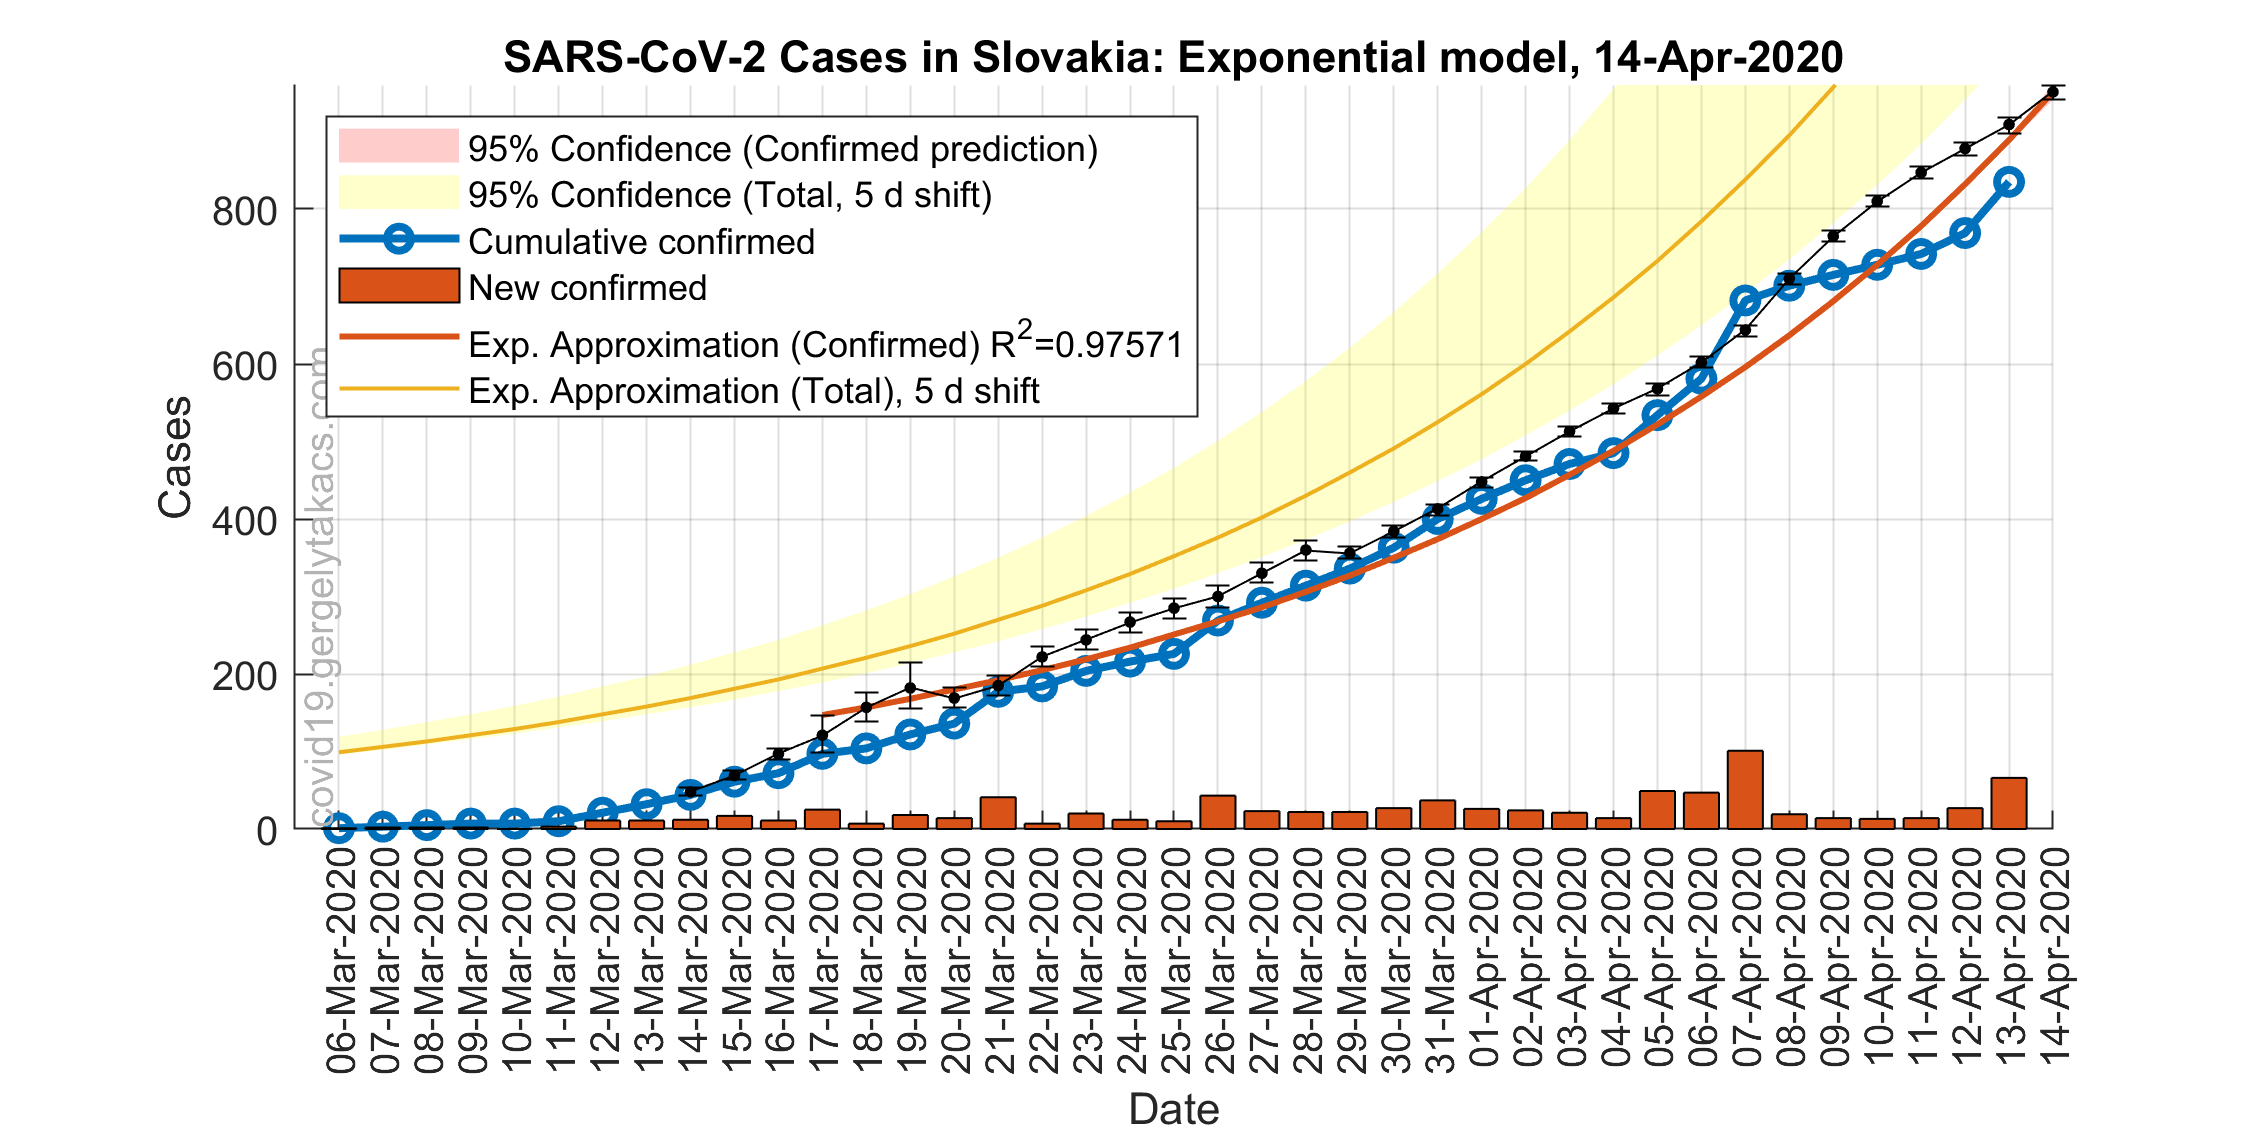 SARS-CoV-2 Cases in Slovakia: Exponential model, 14-Apr-2020
95% Confidence (Confirmed prediction)
95% Confidence (Total, 5 d shift)
Cumulative confirmed
New confirmed
Exp. Approximation (Confirmed) R²=0.97571
Exp. Approximation (Total), 5 d shift
covid19.gergelytakacs.com
Cases
800
600
400
200
0
06-Mar-2020
07-Mar-2020
08-Mar-2020
09-Mar-2020
10-Mar-2020
11-Mar-2020
12-Mar-2020
13-Mar-2020
14-Mar-2020
15-Mar-2020
16-Mar-2020
17-Mar-2020
18-Mar-2020
19-Mar-2020
20-Mar-2020
21-Mar-2020
22-Mar-2020
23-Mar-2020
24-Mar-2020
25-Mar-2020
26-Mar-2020
27-Mar-2020
28-Mar-2020
29-Mar-2020
30-Mar-2020
31-Mar-2020
01-Apr-2020
02-Apr-2020
03-Apr-2020
04-Apr-2020
05-Apr-2020
06-Apr-2020
07-Apr-2020
08-Apr-2020
09-Apr-2020
10-Apr-2020
11-Apr-2020
12-Apr-2020
13-Apr-2020
14-Apr-2020
Date